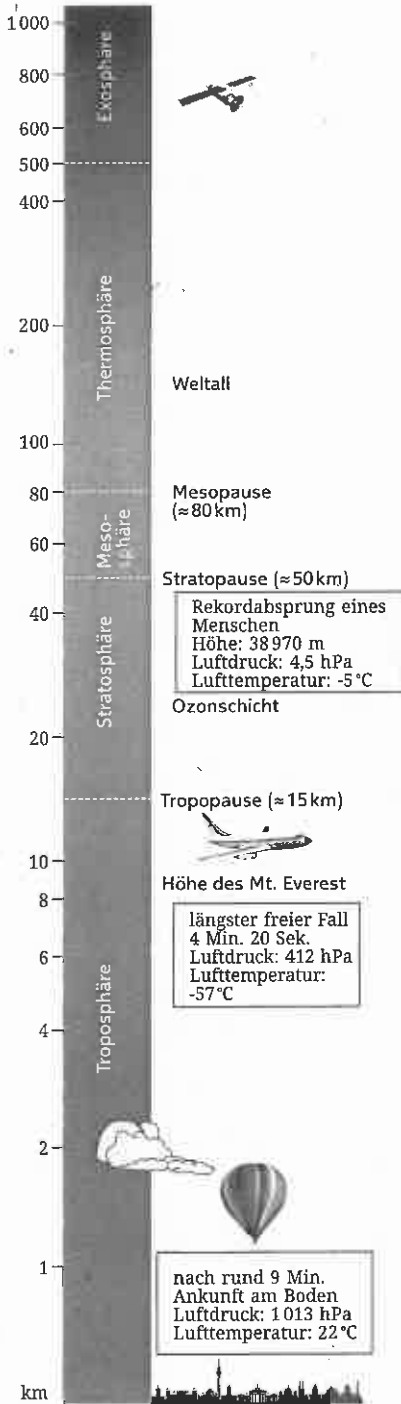 1000
800
600
500
400
200
100
80
60
40
20
10
8
6
4
2
1
km
Exosphäre
Thermosphäre
Meso-
sphäre
Stratosphäre
Troposphäre
Weltall
Mesopause
(≈80km)
Stratopause (≈50km)
Rekordabsprung eines
Menschen
Höhe: 38970 m
Luftdruck: 4,5 hPa
Lufttemperatur: -5°C
Ozonschicht
Tropopause (≈15km)
Höhe des Mt. Everest
längster freier Fall
4 Min. 20 Sek.
Luftdruck: 412 hPa
Lufttemperatur:
-57°C
nach rund 9 Min.
Ankunft am Boden
Luftdruck: 1013 hPa
Lufttemperatur: 22°C